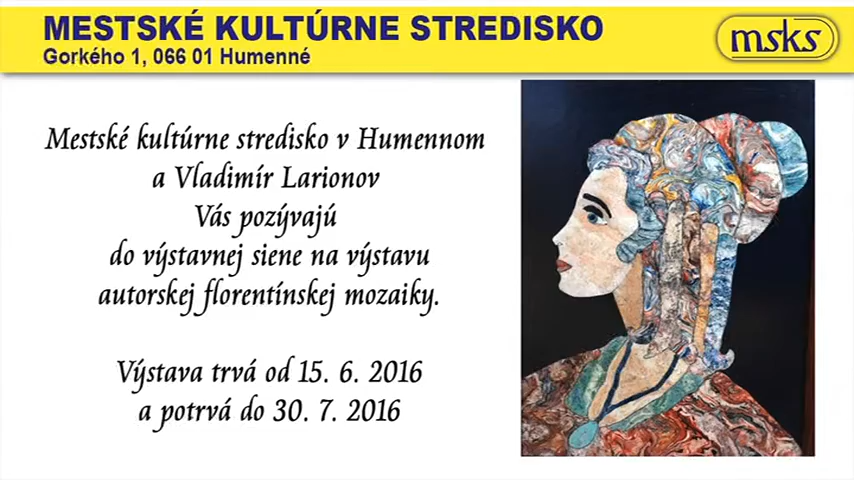 MESTSKÉ KULTÚRNE STREDISKO
Gorkého 1, 066 01 Humenné
msks
Mestské kultúrne stredisko v Humennom
a Vladimír Larionov
Vás pozývajú
do výstavnej siene na výstavu
autorskej florentínskej mozaiky.
Výstava trvá od 15. 6. 2016
a potrvá do 30. 7. 2016